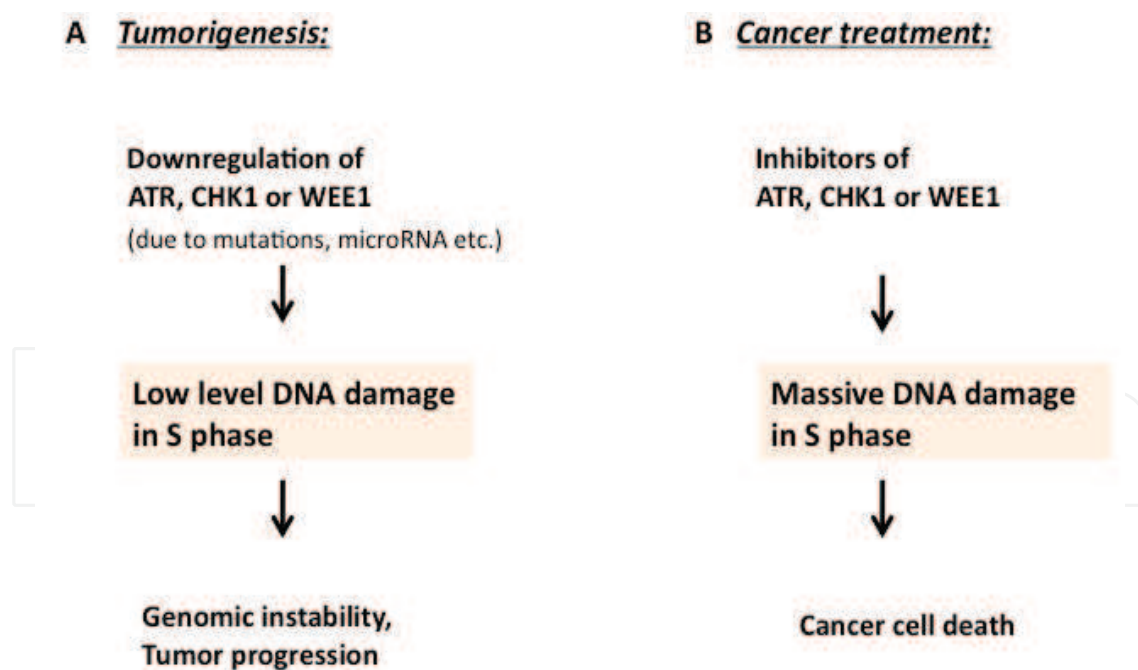 A Tumorigenesis:
Downregulation of
ATR, CHK1 or WEE1
(due to mutations, microRNA etc.)
Low level DNA damage
in S phase
Genomic instability,
Tumor progression
B Cancer treatment:
Inhibitors of
ATR, CHK1 or WEE1
Massive DNA damage
in S phase
Cancer cell death